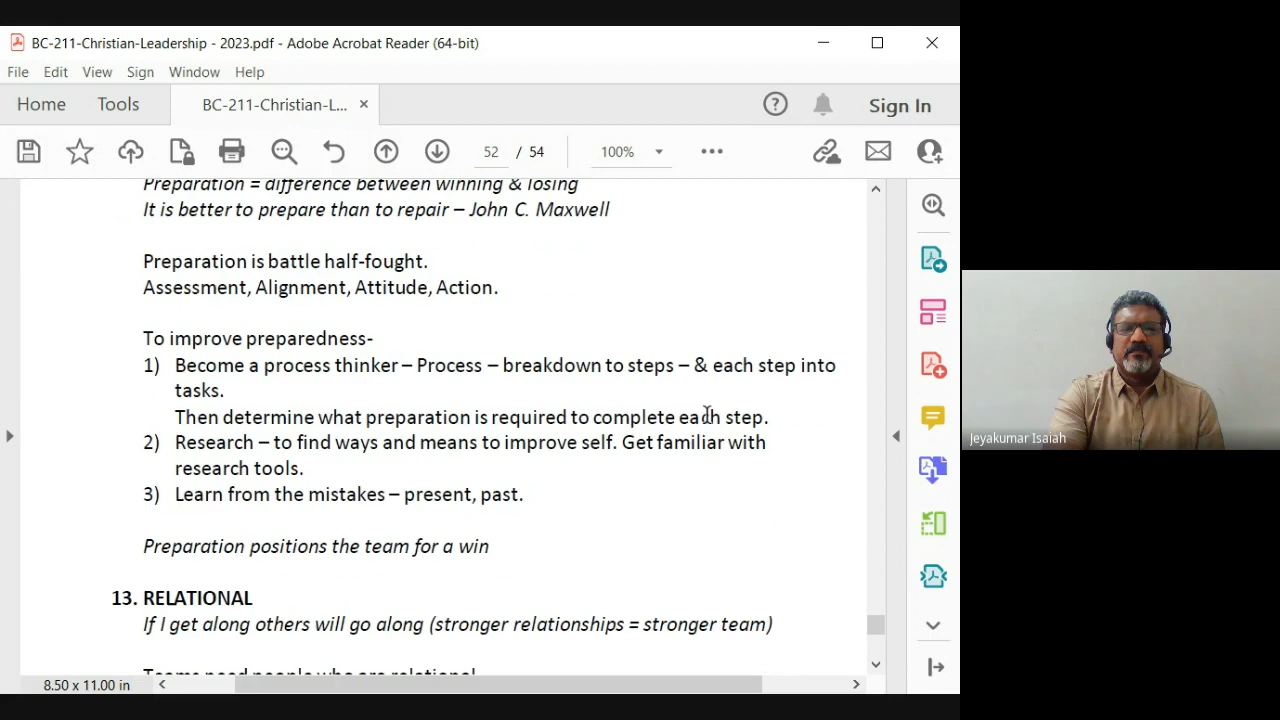 BC-211-Christian-Leadership - 2023.pdf - Adobe Acrobat Reader (64-bit)
File Edit View Sign Window Help
Home Tools BC-211-Christian-L... × Sign In
52 / 54 100%
Preparation = difference between winning & losing
It is better to prepare than to repair – John C. Maxwell
Preparation is battle half-fought.
Assessment, Alignment, Attitude, Action.
To improve preparedness-
1) Become a process thinker – Process – breakdown to steps – & each step into
tasks.
Then determine what preparation is required to complete each step.
2) Research – to find ways and means to improve self. Get familiar with
research tools.
3) Learn from the mistakes – present, past.
Preparation positions the team for a win
13. RELATIONAL
If I get along others will go along (stronger relationships = stronger team)
Teams need people who are relational
8.50 x 11.00 in
Jeyakumar Isaiah